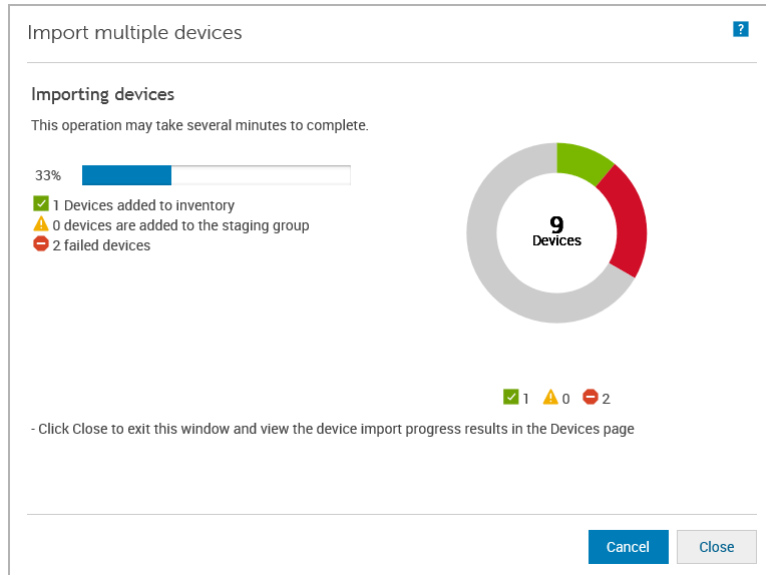 Import multiple devices
?
Importing devices
This operation may take several minutes to complete.
33%
1 Devices added to inventory
0 devices are added to the staging group
2 failed devices
9
Devices
1 0 2
- Click Close to exit this window and view the device import progress results in the Devices page
Cancel Close